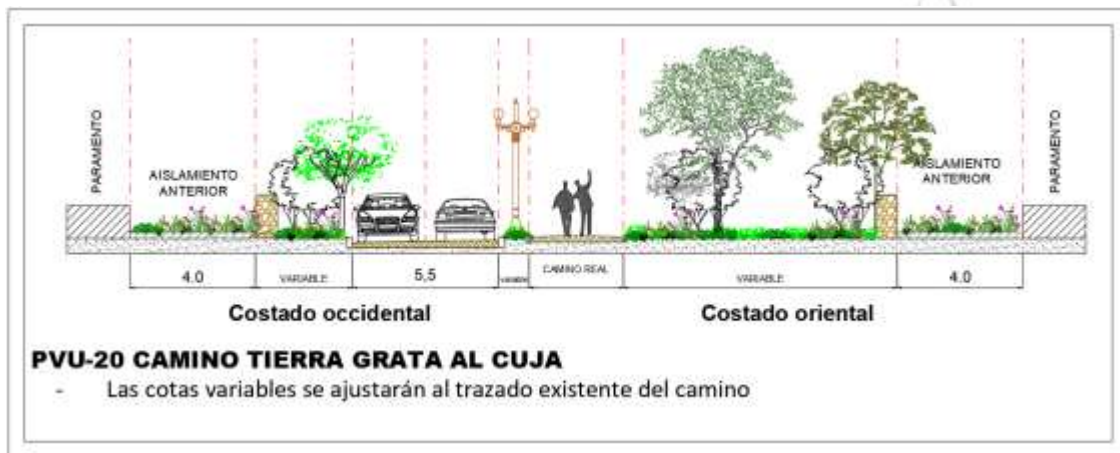 PARAMENTO
AISLAMIENTO
ANTERIOR
AISLAMIENTO
ANTERIOR
PARAMENTO
4.0
VARIABLE
5,5
variable
CAMINO REAL
VARIABLE
4.0
Costado occidental
Costado oriental
PVU-20 CAMINO TIERRA GRATA AL CUJA
- Las cotas variables se ajustarán al trazado existente del camino